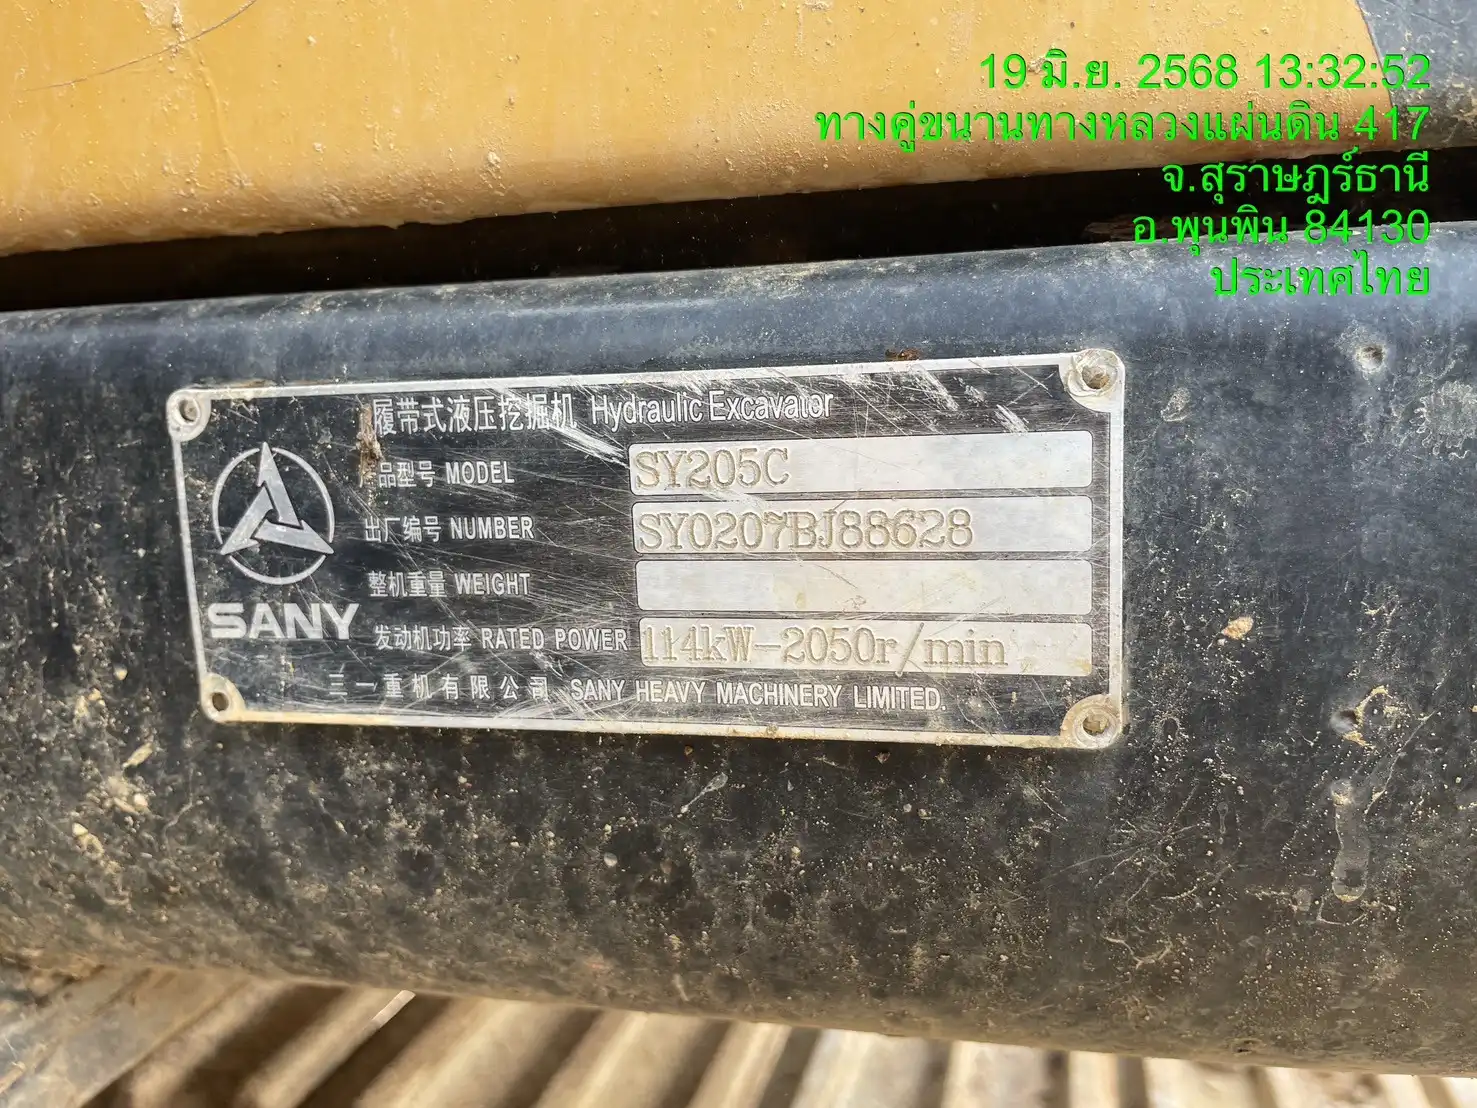 19 มิ.ย. 2568 13:32:52
ทางคู่ขนานทางหลวงแผ่นดิน 417
จ.สุราษฎร์ธานี
อ.พุนพิน 84130
ประเทศไทย
履带式液压挖掘机 Hydraulic Excavator
产品型号 MODEL SY205C
出厂编号 NUMBER SY0207BJ88628
整机重量 WEIGHT
发动机功率 RATED POWER 114kW-2050r/min
SANY
三一重机有限公司 SANY HEAVY MACHINERY LIMITED.